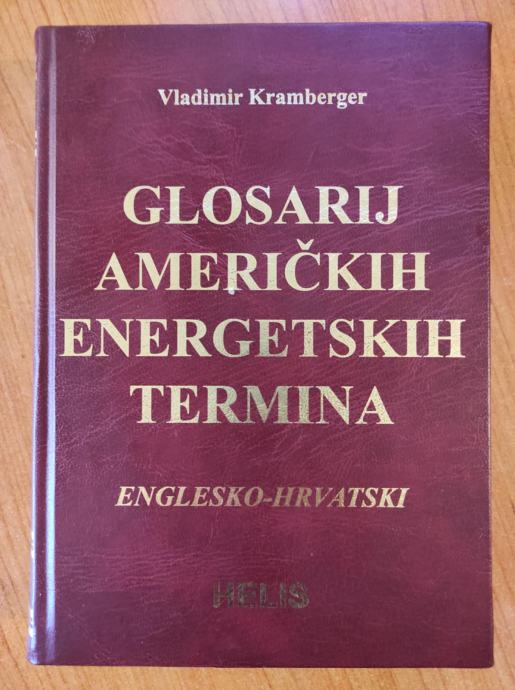 Vladimir Kramberger
GLOSARIJ
AMERIČKIH
ENERGETSKIH
TERMINA
ENGLESKO-HRVATSKI
HELIS